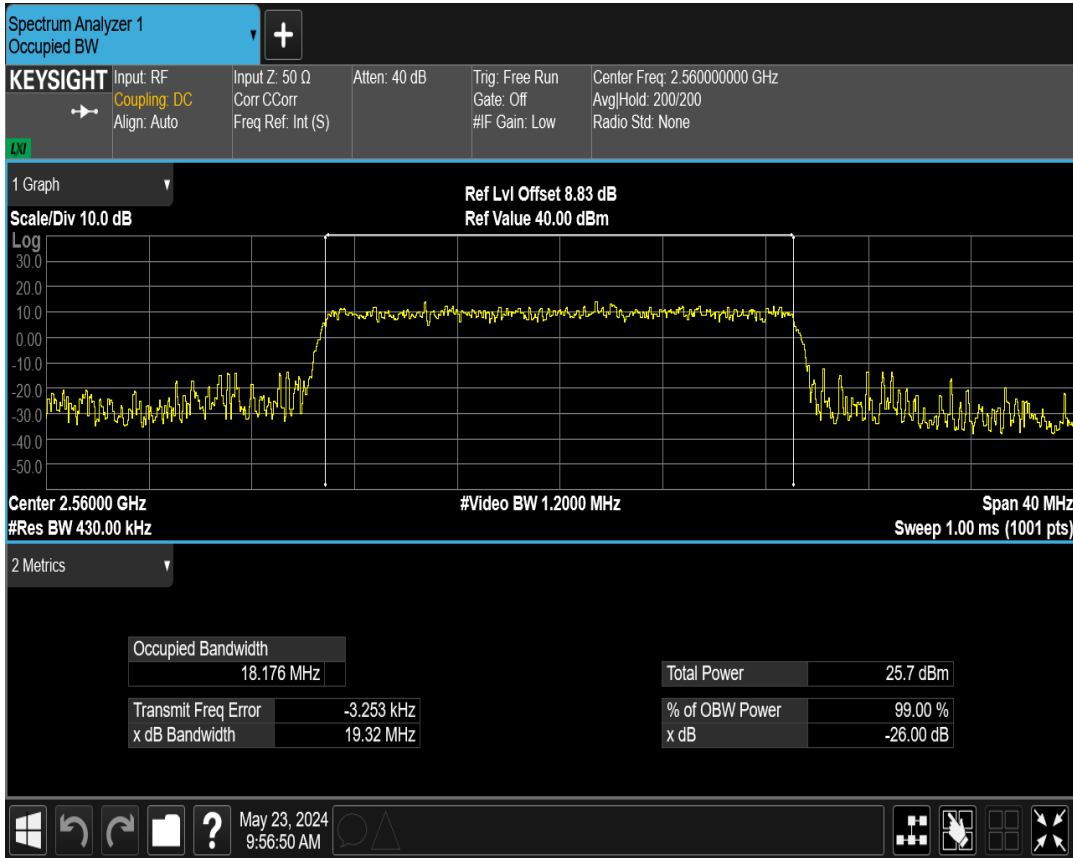 Spectrum Analyzer 1
Occupied BW
KEYSIGHT
LXI
Input: RF
Coupling: DC
Align: Auto
Input Z: 50 Ω
Corr CCorr
Freq Ref: Int (S)
Atten: 40 dB
Trig: Free Run
Gate: Off
#IF Gain: Low
Center Freq: 2.560000000 GHz
Avg|Hold: 200/200
Radio Std: None
1 Graph
Scale/Div 10.0 dB
Ref Lvl Offset 8.83 dB
Ref Value 40.00 dBm
Log
30.0
20.0
10.0
0.00
-10.0
-20.0
-30.0
-40.0
-50.0
Center 2.56000 GHz
#Res BW 430.00 kHz
#Video BW 1.2000 MHz
Span 40 MHz
Sweep 1.00 ms (1001 pts)
2 Metrics
Occupied Bandwidth
18.176 MHz
Transmit Freq Error -3.253 kHz
x dB Bandwidth 19.32 MHz
Total Power 25.7 dBm
% of OBW Power 99.00 %
x dB -26.00 dB
?
May 23, 2024
9:56:50 AM